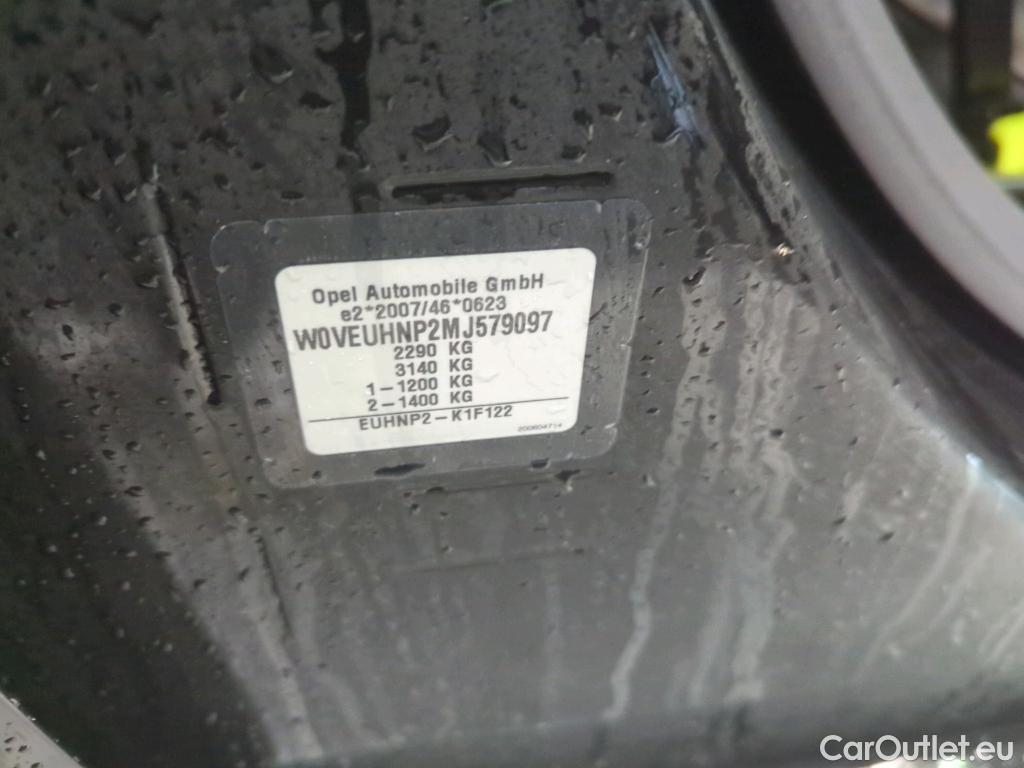 Opel Automobile GmbH
e2*2007/46*0623
W0VEUHNP2MJ579097
2290 KG
3140 KG
1-1200 KG
2-1400 KG
EUHNP2-K1F122
200604714
CarOutlet.eu